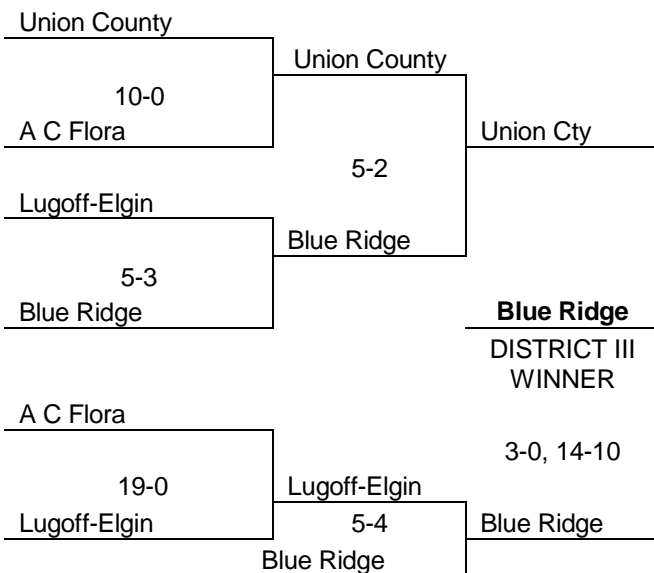 Union County
Union County
10-0
A C Flora
Union Cty
5-2
Lugoff-Elgin
Blue Ridge
5-3
Blue Ridge
Blue Ridge
DISTRICT III
WINNER
A C Flora
3-0, 14-10
19-0
Lugoff-Elgin
Lugoff-Elgin
5-4
Blue Ridge
Blue Ridge